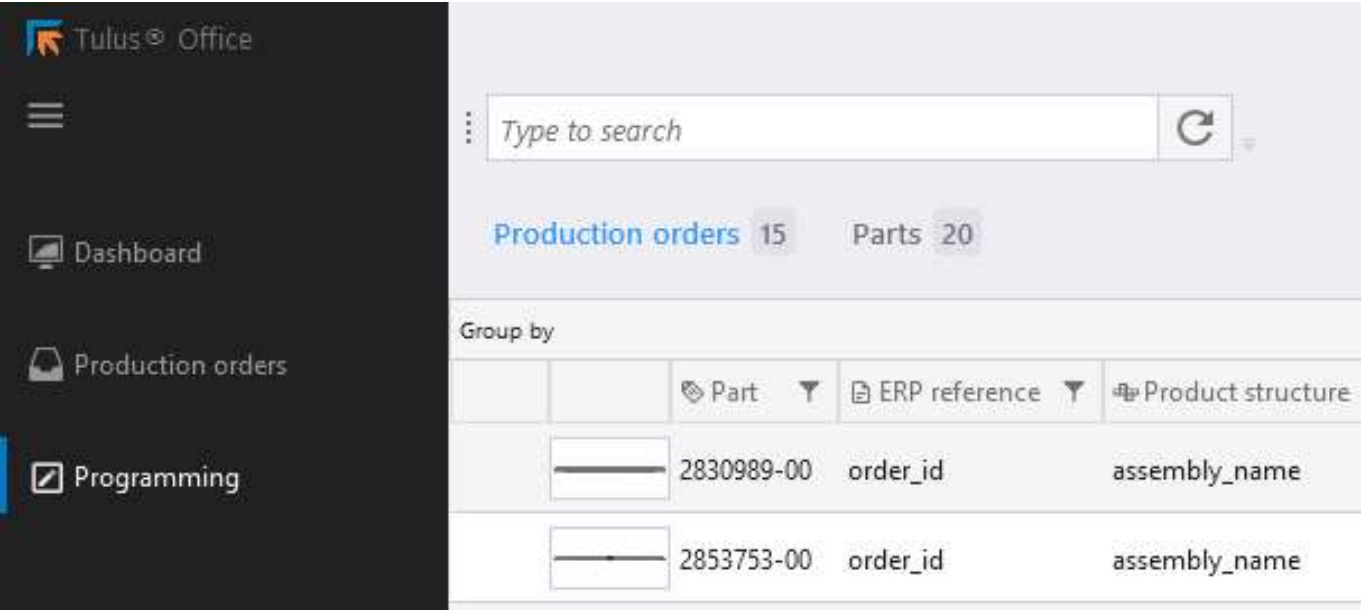 Tulus® Office
Type to search
Dashboard
Production orders
Programming
Production orders 15 Parts 20
Group by
Part ERP reference Product structure
2830989-00 order_id assembly_name
2853753-00 order_id assembly_name